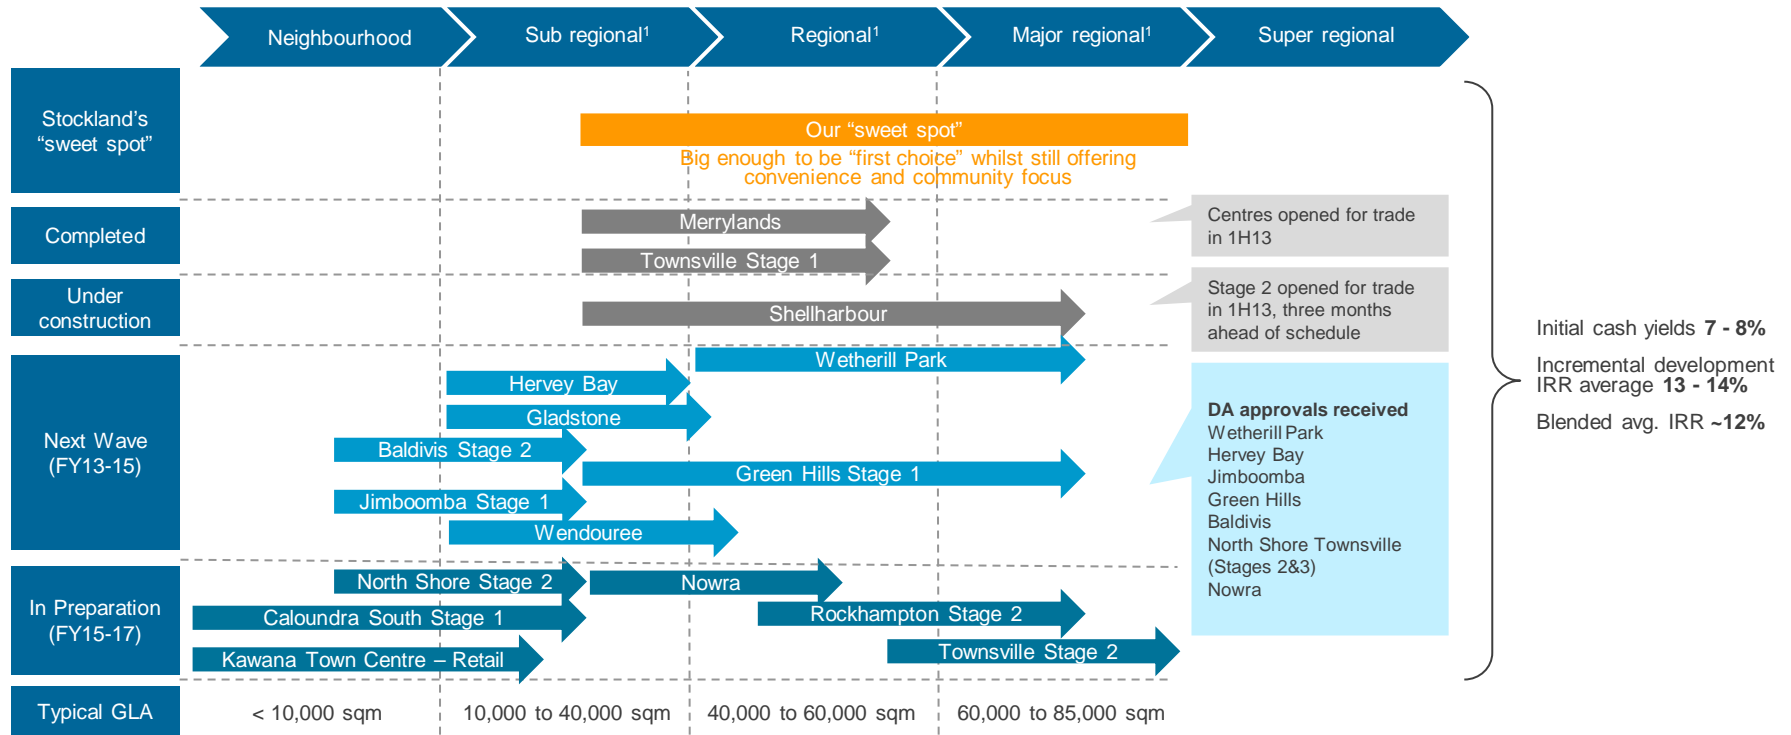 Neighbourhood
Sub regional¹
Regional¹
Major regional¹
Super regional
Stockland's
“sweet spot”
Our “sweet spot”
Big enough to be “first choice” whilst still offering
convenience and community focus
Completed
Merrylands
Townsville Stage 1
Centres opened for trade
in 1H13
Under
construction
Shellharbour
Stage 2 opened for trade
in 1H13, three months
ahead of schedule
Next Wave
(FY13-15)
Wetherill Park
Hervey Bay
Gladstone
Baldivis Stage 2
Green Hills Stage 1
Jimboomba Stage 1
Wendouree
DA approvals received
Wetherill Park
Hervey Bay
Jimboomba
Green Hills
Baldivis
North Shore Townsville
(Stages 2&3)
Nowra
In Preparation
(FY15-17)
North Shore Stage 2
Nowra
Caloundra South Stage 1
Rockhampton Stage 2
Kawana Town Centre – Retail
Townsville Stage 2
Typical GLA
< 10,000 sqm
10,000 to 40,000 sqm
40,000 to 60,000 sqm
60,000 to 85,000 sqm
Initial cash yields 7 - 8%
Incremental development
IRR average 13 - 14%
Blended avg. IRR ~12%